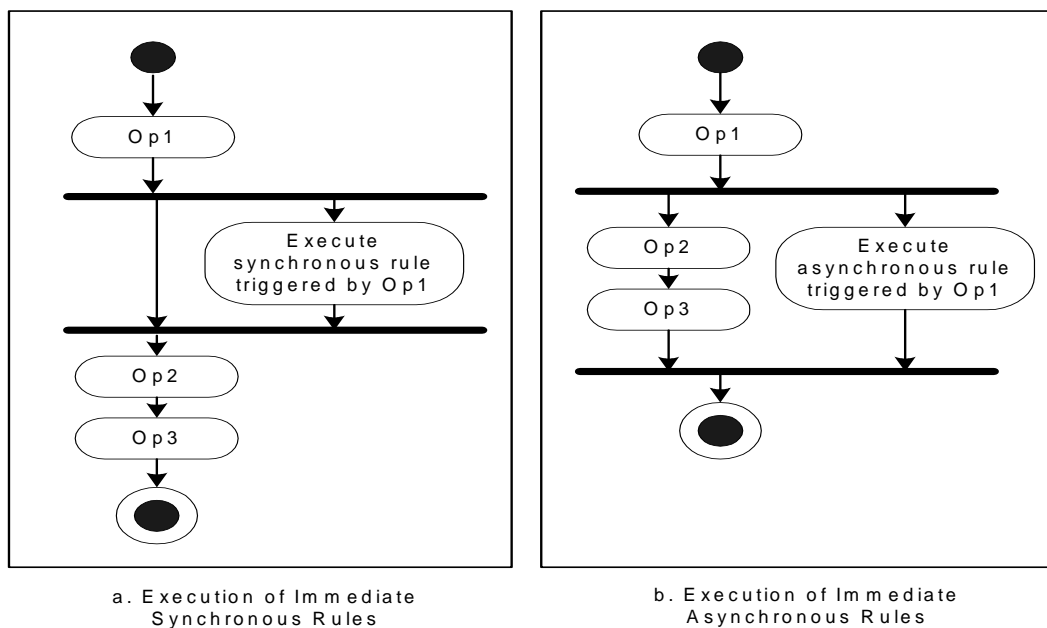 Op1
Execute
synchronous rule
triggered by Op1
Op2
Op3
a. Execution of Immediate
Synchronous Rules
Op1
Op2
Op3
Execute
asynchronous rule
triggered by Op1
b. Execution of Immediate
Asynchronous Rules